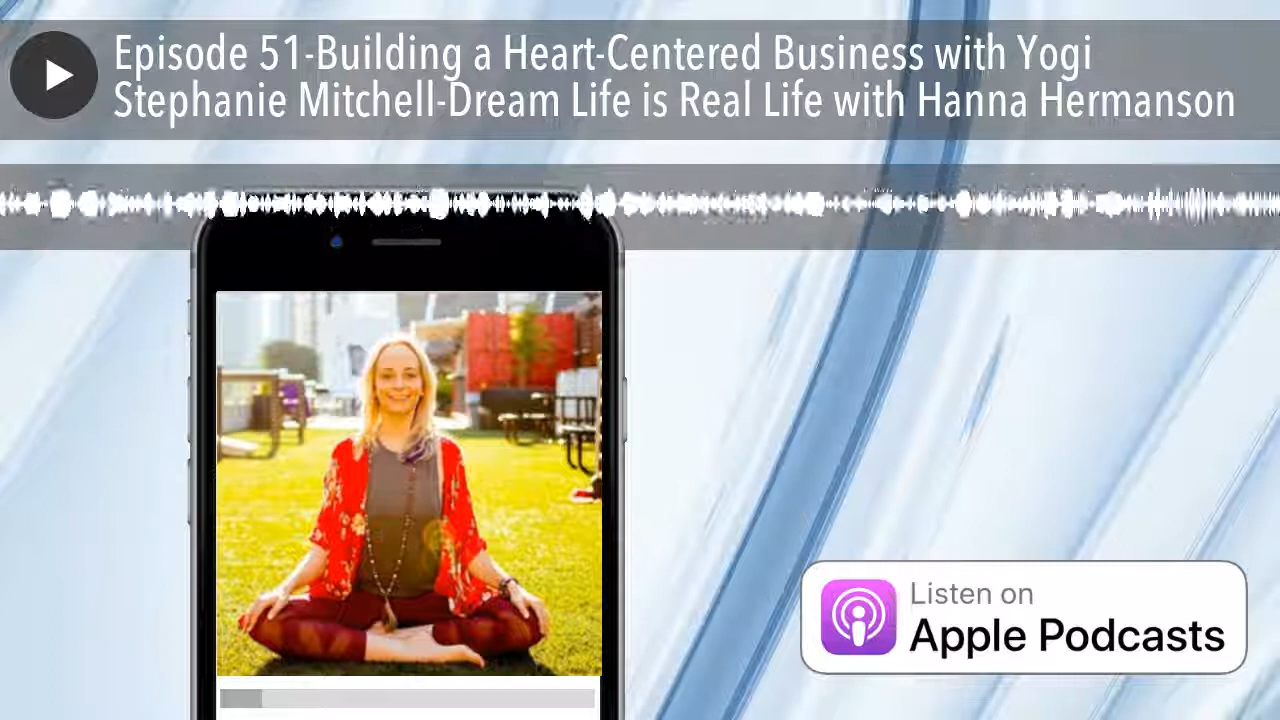 Episode 51-Building a Heart-Centered Business with Yogi
Stephanie Mitchell-Dream Life is Real Life with Hanna Hermanson
Listen on
Apple Podcasts